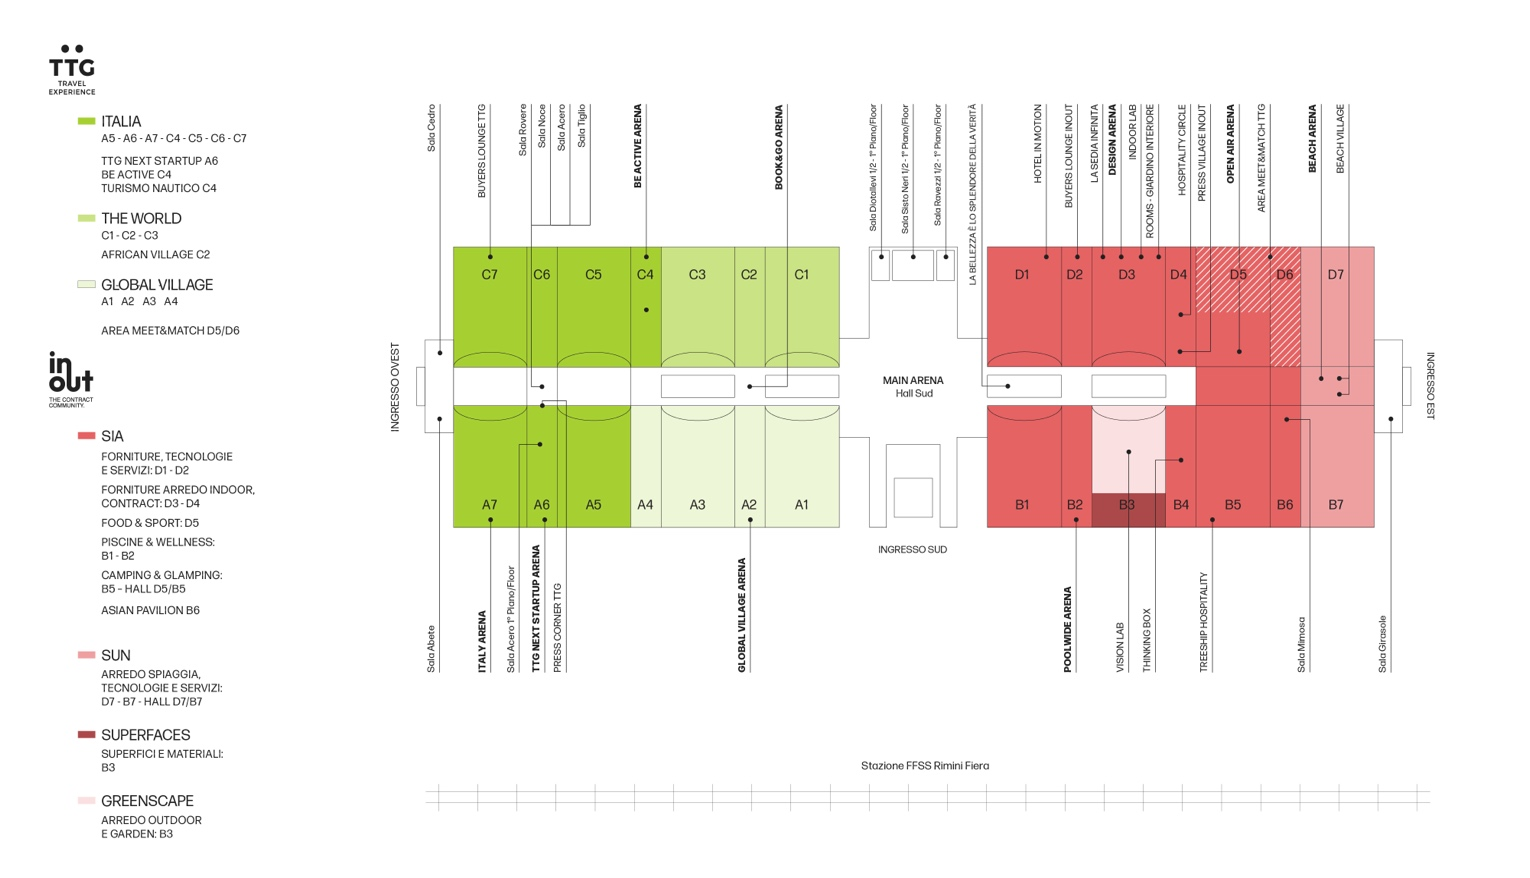 TTG
TRAVEL
EXPERIENCE
ITALIA
A5 - A6 - A7 - C4 - C5 - C6 - C7
TTG NEXT STARTUP A6
BE ACTIVE C4
TURISMO NAUTICO C4
THE WORLD
C1 - C2 - C3
AFRICAN VILLAGE C2
GLOBAL VILLAGE
A1 A2 A3 A4
AREA MEET&MATCH D5/D6
in
out
THE CONTRACT
COMMUNITY.
SIA
FORNITURE, TECNOLOGIE
E SERVIZI: D1 - D2
FORNITURE ARREDO INDOOR,
CONTRACT: D3 - D4
FOOD & SPORT: D5
PISCINE & WELLNESS:
B1 - B2
CAMPING & GLAMPING:
B5 – HALL D5/B5
ASIAN PAVILION B6
SUN
ARREDO SPIAGGIA,
TECNOLOGIE E SERVIZI:
D7 - B7 - HALL D7/B7
SUPERFACES
SUPERFICI E MATERIALI:
B3
GREENSCAPE
ARREDO OUTDOOR
E GARDEN: B3
Sala Cedro
BUYERS LOUNGE TTG
Sala Rovere
Sala Noce
Sala Acero
Sala Tiglio
BE ACTIVE ARENA
BOOK&GO ARENA
Sala Diotallevi 1/2 - 1° Piano/Floor
Sala Sisto Neri 1/2 - 1° Piano/Floor
Sala Ravezzi 1/2 - 1° Piano/Floor
LA BELLEZZA È LO SPLENDORE DELLA VERITÀ
HOTEL IN MOTION
BUYERS LOUNGE INOUT
LA SEDIA INFINITA
DESIGN ARENA
INDOOR LAB
ROOMS - GIARDINO INTERIORE
HOSPITALITY CIRCLE
PRESS VILLAGE INOUT
OPEN AIR ARENA
AREA MEET&MATCH TTG
BEACH ARENA
BEACH VILLAGE
C7
C6
C5
C4
C3
C2
C1
D1
D2
D3
D4
D5
D6
D7
INGRESSO OVEST
MAIN ARENA
Hall Sud
INGRESSO EST
A7
A6
A5
A4
A3
A2
A1
B1
B2
B3
B4
B5
B6
B7
INGRESSO SUD
Sala Abete
ITALY ARENA
Sala Acero 1° Piano/Floor
TTG NEXT STARTUP ARENA
PRESS CORNER TTG
GLOBAL VILLAGE ARENA
POOLWIDE ARENA
VISION LAB
THINKING BOX
TREESHIP HOSPITALITY
Sala Mimosa
Sala Girasole
Stazione FFSS Rimini Fiera